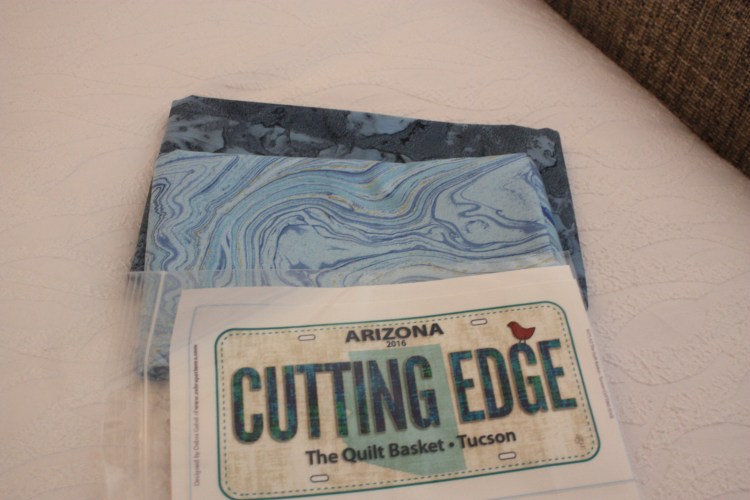 ARIZONA
2016
CUTTING EDGE
The Quilt Basket • Tucson